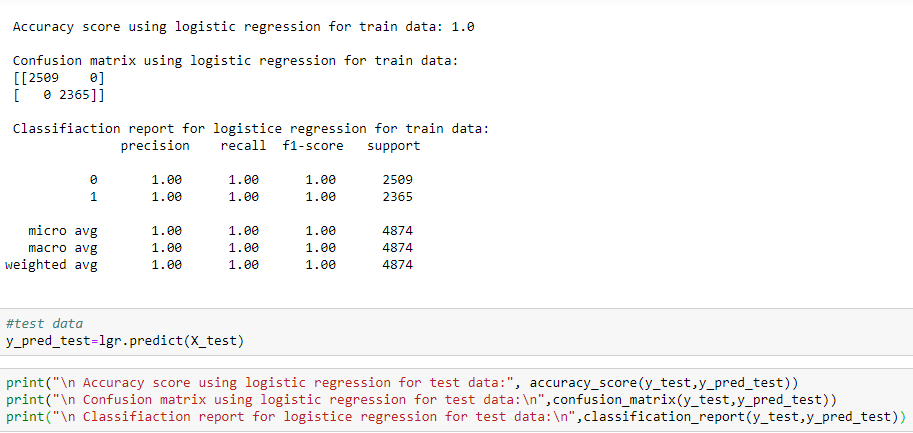 Accuracy score using logistic regression for train data: 1.0
Confusion matrix using logistic regression for train data:
[[2509    0]
[   0 2365]]
Classifiaction report for logistice regression for train data:
precision    recall  f1-score   support
0       1.00      1.00      1.00      2509
1       1.00      1.00      1.00      2365
micro avg       1.00      1.00      1.00      4874
macro avg       1.00      1.00      1.00      4874
weighted avg       1.00      1.00      1.00      4874
#test data
y_pred_test=lgr.predict(X_test)
print("\n Accuracy score using logistic regression for test data:", accuracy_score(y_test,y_pred_test))
print("\n Confusion matrix using logistic regression for test data:\n",confusion_matrix(y_test,y_pred_test))
print("\n Classifiaction report for logistice regression for test data:\n",classification_report(y_test,y_pred_test))